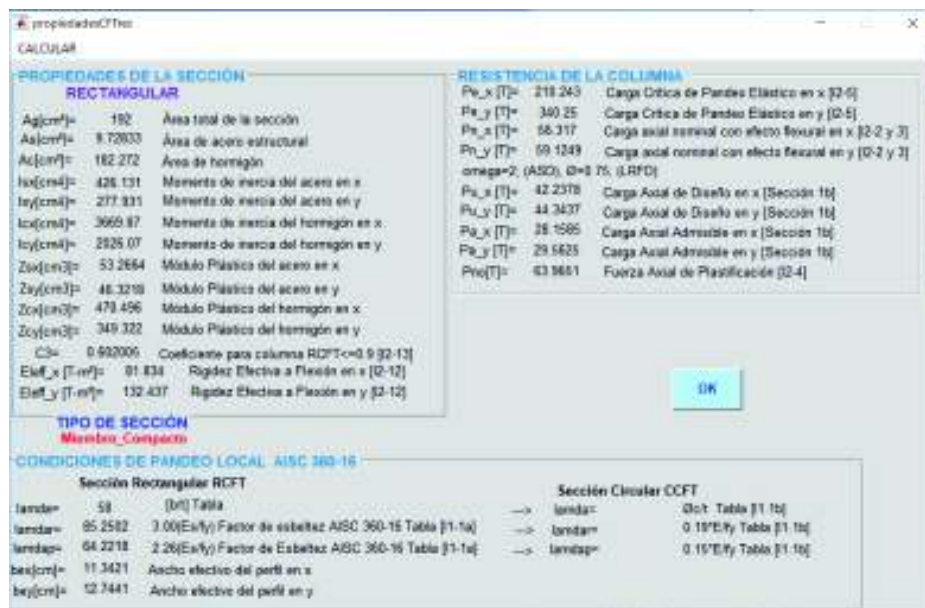 propiedadesCFTres
CALCULAR
PROPIEDADES DE LA SECCIÓN
RECTANGULAR
Ag[cm²]= 192 Área total de la sección
As[cm²]= 9.72833 Área de acero estructural
Ac[cm²]= 182.272 Área de hormigón
Isx[cm4]= 426.131 Momento de inercia del acero en x
Isy[cm4]= 277.931 Momento de inercia del acero en y
Icx[cm4]= 3669.87 Momento de inercia del hormigón en x
Icy[cm4]= 2026.07 Momento de inercia del hormigón en y
Zsx[cm3]= 53.2664 Módulo Plástico del acero en x
Zsy[cm3]= 46.3218 Módulo Plástico del acero en y
Zcx[cm3]= 470.496 Módulo Plástico del hormigón en x
Zcy[cm3]= 349.322 Módulo Plástico del hormigón en y
C3= 0.602006 Coeficiente para columna RCFT<=0.9 [I2-13]
EIeff_x [T-m²]= 81.834 Rigidez Efectiva a Flexión en x [I2-12]
EIeff_y [T-m²]= 132.437 Rigidez Efectiva a Flexión en y [I2-12]
RESISTENCIA DE LA COLUMNA
Pe_x [T]= 210.243 Carga Crítica de Pandeo Elástico en x [I2-5]
Pe_y [T]= 340.25 Carga Crítica de Pandeo Elástico en y [I2-5]
Pn_x [T]= 56.317 Carga axial nominal con efecto flexural en x [I2-2 y 3]
Pn_y [T]= 59.1249 Carga axial nominal con efecto flexural en y [I2-2 y 3]
omega=2, (ASD), Ø=0.75, (LRFD)
Pu_x [T]= 42.2378 Carga Axial de Diseño en x [Sección 1b]
Pu_y [T]= 44.3437 Carga Axial de Diseño en y [Sección 1b]
Pa_x [T]= 28.1585 Carga Axial Admisible en x [Sección 1b]
Pa_y [T]= 29.5625 Carga Axial Admisible en y [Sección 1b]
Pno[T]= 63.9651 Fuerza Axial de Plastificación [I2-4]
OK
TIPO DE SECCIÓN
Miembro_Compacto
CONDICIONES DE PANDEO LOCAL AISC 360-16
Sección Rectangular RCFT
lamda= 58 [b/t] Tabla
lamdar= 85.2502 3.00(Es/fy) Factor de esbeltez AISC 360-16 Tabla [I1-1a]
lamdap= 64.2218 2.26(Es/fy) Factor de Esbeltez AISC 360-16 Tabla [I1-1a]
bex[cm]= 11.3421 Ancho efectivo del perfil en x
bey[cm]= 12.7441 Ancho efectivo del perfil en y
Sección Circular CCFT
--> lamda= Øc/t Tabla [I1.1b]
--> lamdar= 0.19*E/fy Tabla [I1.1b]
--> lamdap= 0.15*E/fy Tabla [I1.1b]